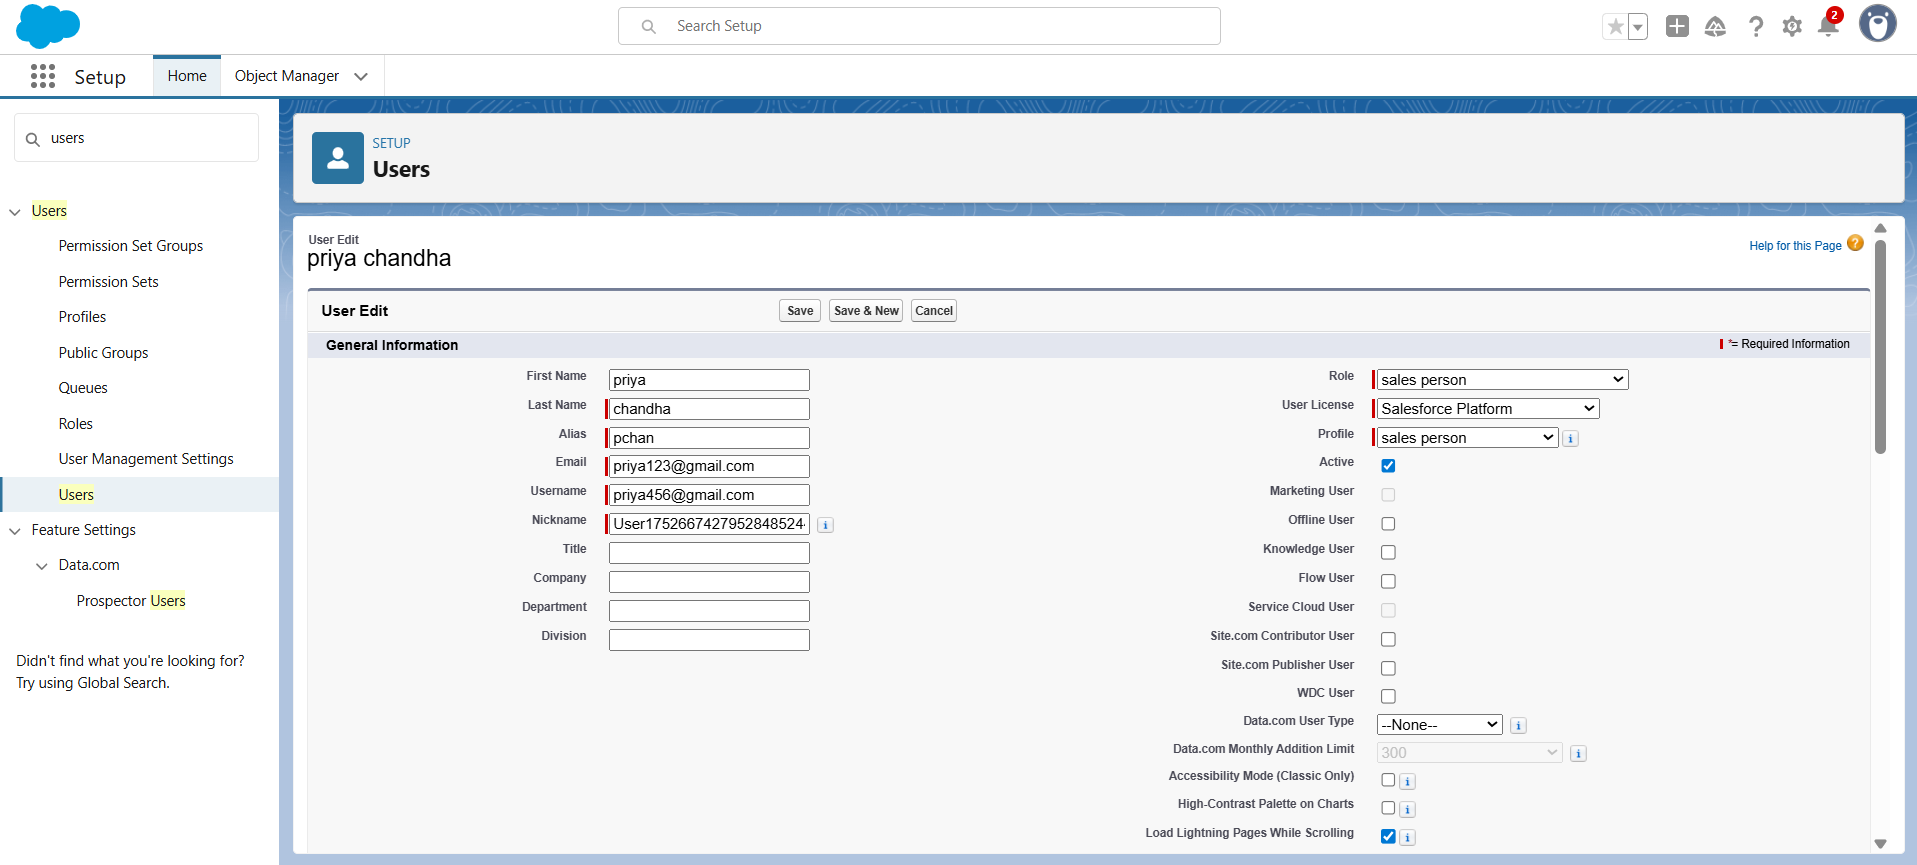 Search Setup
2
Setup
Home
Object Manager
users
Users
Permission Set Groups
Permission Sets
Profiles
Public Groups
Queues
Roles
User Management Settings
Users
Feature Settings
Data.com
Prospector Users
Didn't find what you're looking for?
Try using Global Search.
SETUP
Users
User Edit
priya chandha
Help for this Page ?
User Edit
Save
Save & New
Cancel
General Information
*= Required Information
First Name priya
Last Name chandha
Alias pchan
Email priya123@gmail.com
Username priya456@gmail.com
Nickname User1752667427952848524
Title
Company
Department
Division
Role sales person
User License Salesforce Platform
Profile sales person
Active
Marketing User
Offline User
Knowledge User
Flow User
Service Cloud User
Site.com Contributor User
Site.com Publisher User
WDC User
Data.com User Type --None--
Data.com Monthly Addition Limit 300
Accessibility Mode (Classic Only)
High-Contrast Palette on Charts
Load Lightning Pages While Scrolling